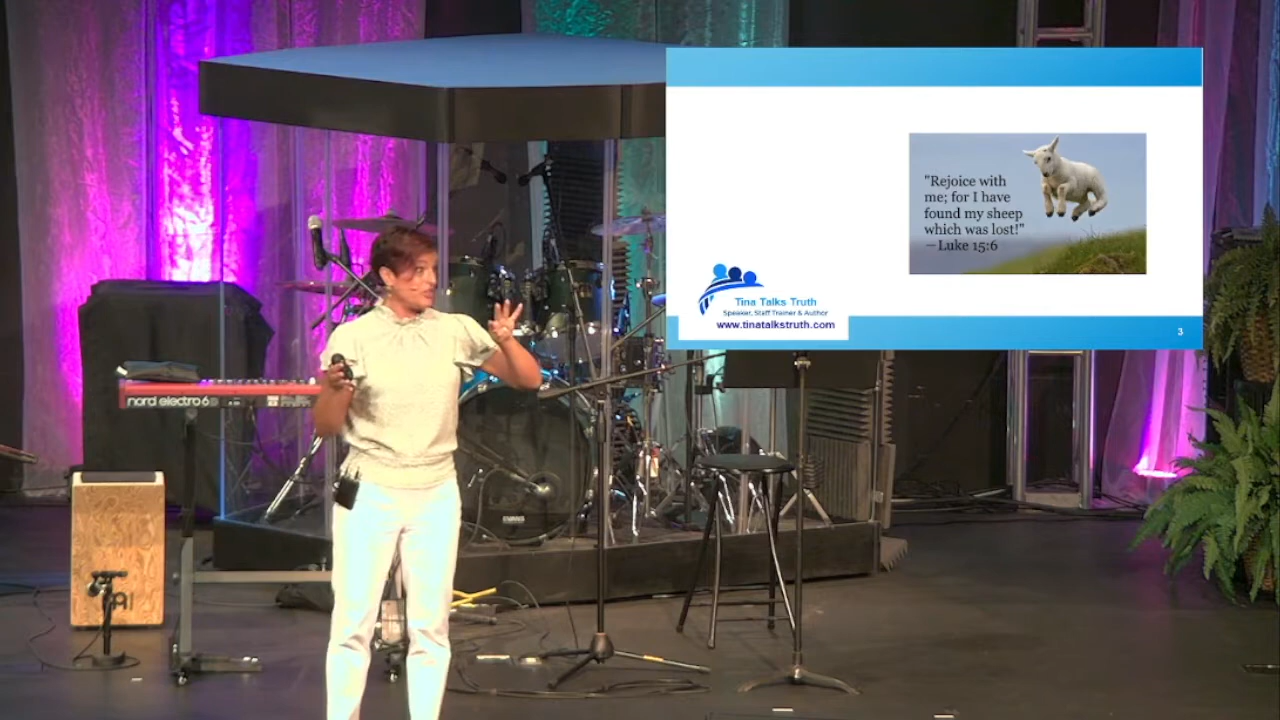 "Rejoice with
me; for I have
found my sheep
which was lost!"
—Luke 15:6
Tina Talks Truth
Speaker, Staff Trainer & Author
www.tinatalkstruth.com
3
nord electro 6
YAMAHA